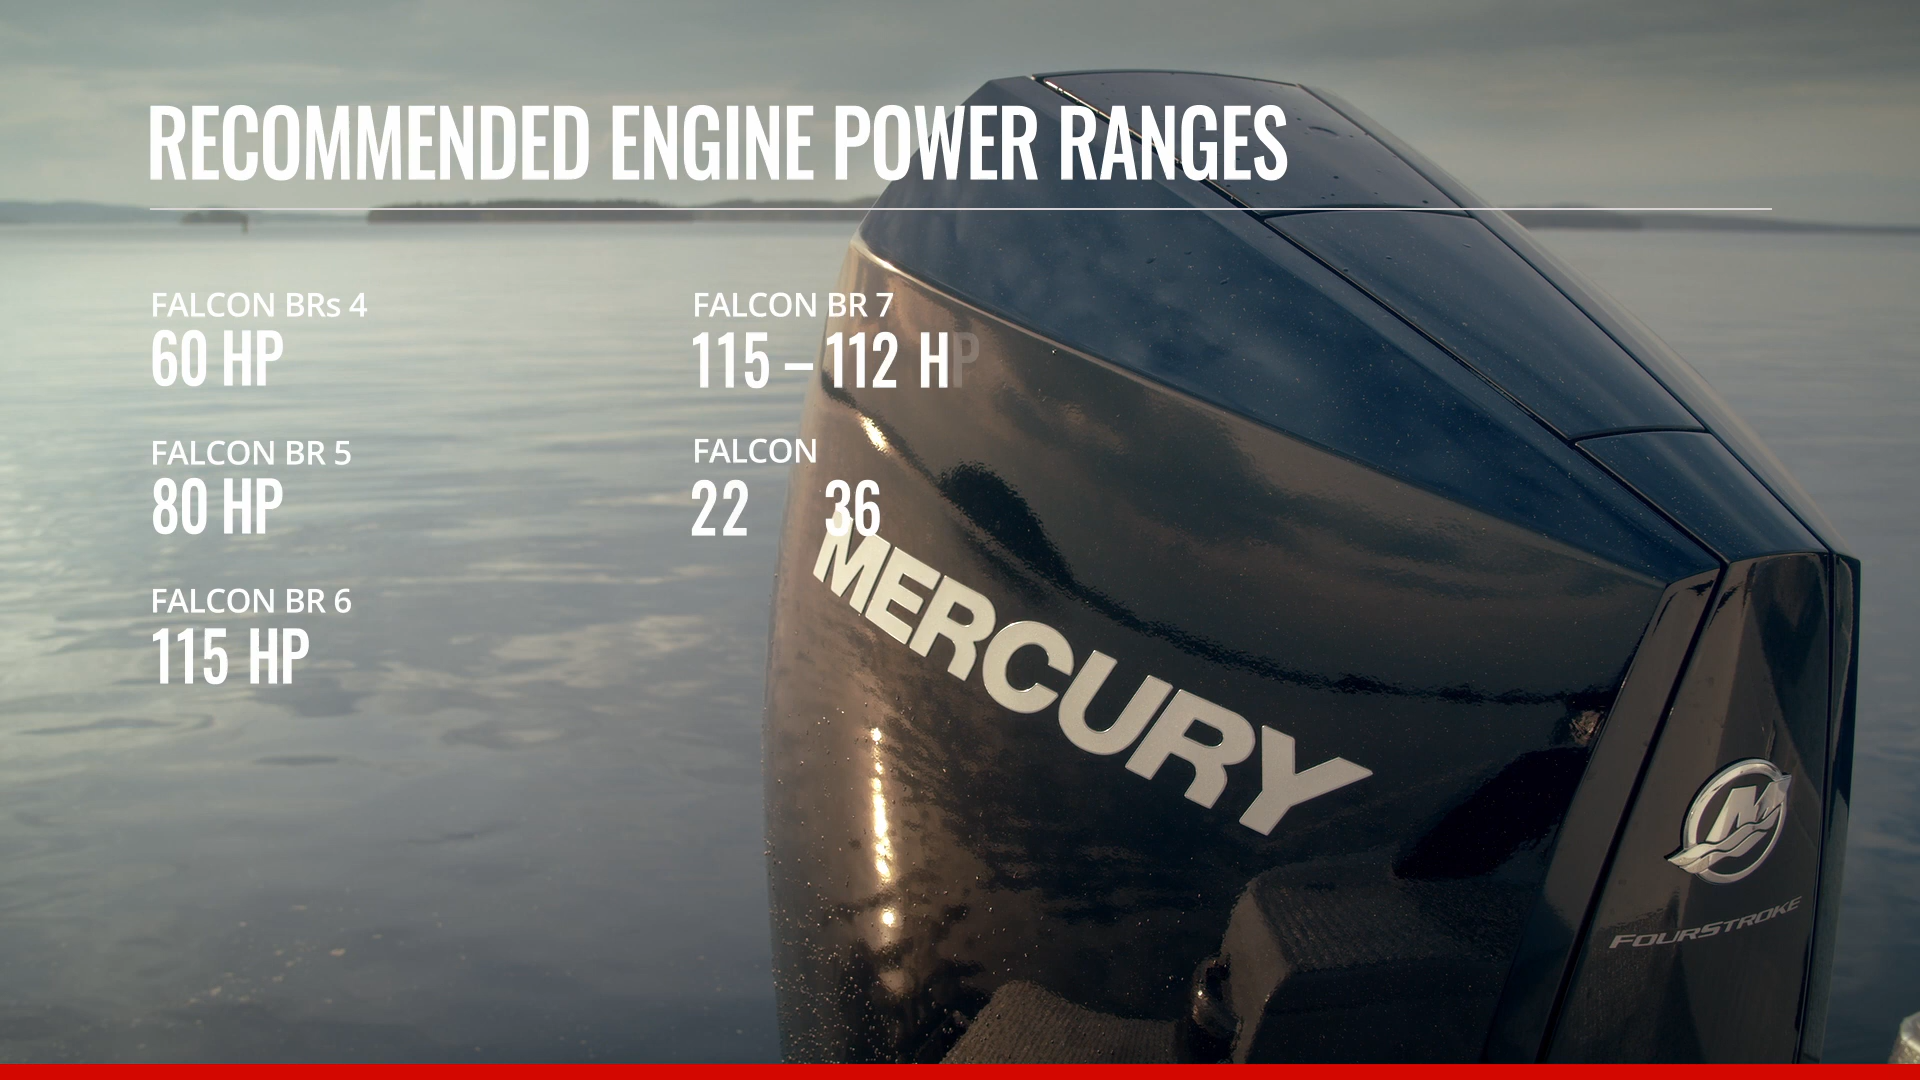 RECOMMENDED ENGINE POWER RANGES
FALCON BRs 4
60 HP
FALCON BR 5
80 HP
FALCON BR 6
115 HP
FALCON BR 7
115 – 112 HP
FALCON
22 36
MERCURY
FOURSTROKE